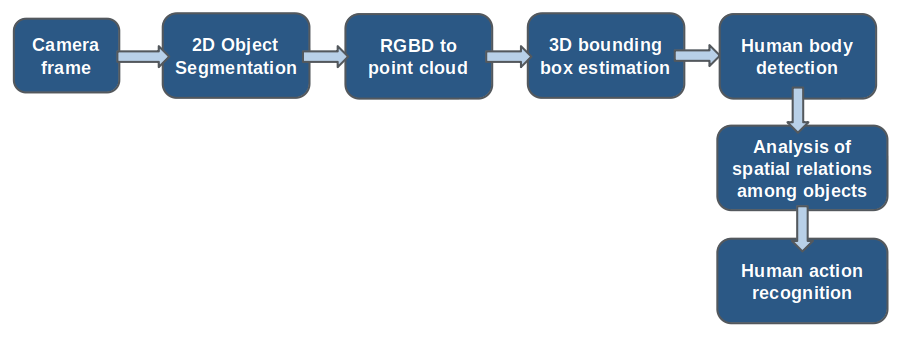 Camera
frame
2D Object
Segmentation
RGBD to
point cloud
3D bounding
box estimation
Human body
detection
Analysis of
spatial relations
among objects
Human action
recognition